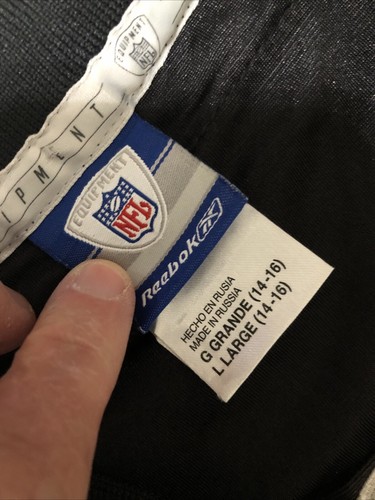 EQUIPMENT
NFL
IPMENT
EQUIPMENT
NFL
Reebok
HECHO EN RUSIA
MADE IN RUSSIA
G GRANDE (14-16)
L LARGE (14-16)